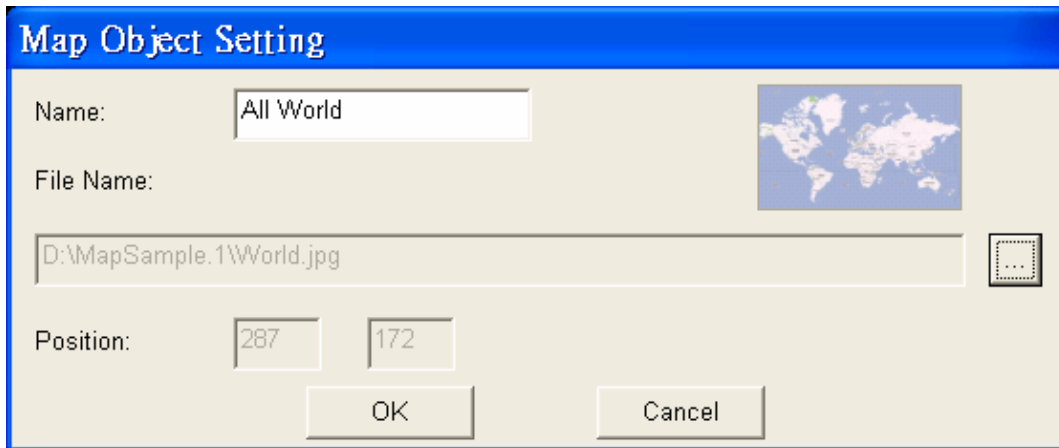 Map Object Setting
Name: All World
File Name:
D:\MapSample.1\World.jpg
...
Position: 287 172
OK Cancel